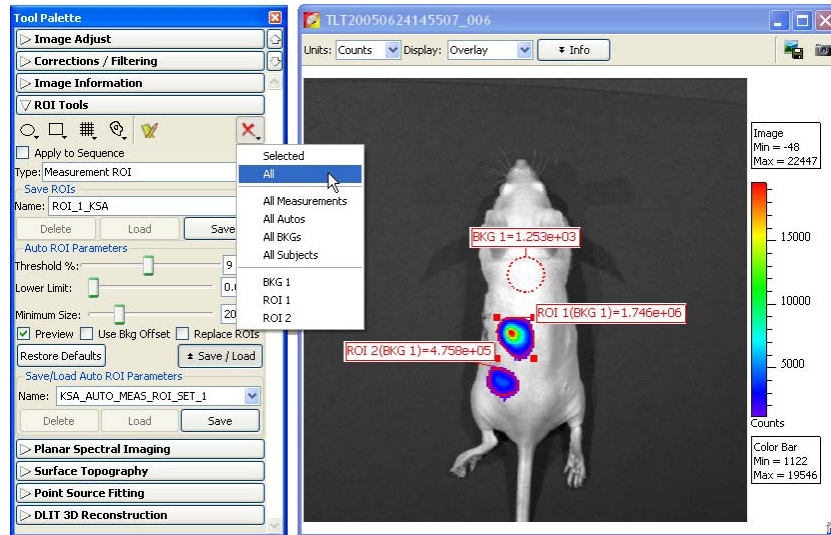 Tool Palette
Image Adjust
Corrections / Filtering
Image Information
ROI Tools
Apply to Sequence
Type: Measurement ROI
Save ROIs
Name: ROI_1_KSA
Delete Load Save
Auto ROI Parameters
Threshold %: 9
Lower Limit: 0.
Minimum Size: 20
Preview Use Bkg Offset Replace ROIs
Restore Defaults Save / Load
Save/Load Auto ROI Parameters
Name: KSA_AUTO_MEAS_ROI_SET_1
Delete Load Save
Planar Spectral Imaging
Surface Topography
Point Source Fitting
DLIT 3D Reconstruction
Selected
All
All Measurements
All Autos
All BKGs
All Subjects
BKG 1
ROI 1
ROI 2
TLT20050624145507_006
Units: Counts Display: Overlay Info
BKG 1=1.253e+03
ROI 1(BKG 1)=1.746e+06
ROI 2(BKG 1)=4.758e+05
Image
Min = -48
Max = 22447
15000
10000
5000
Counts
Color Bar
Min = 1122
Max = 19546